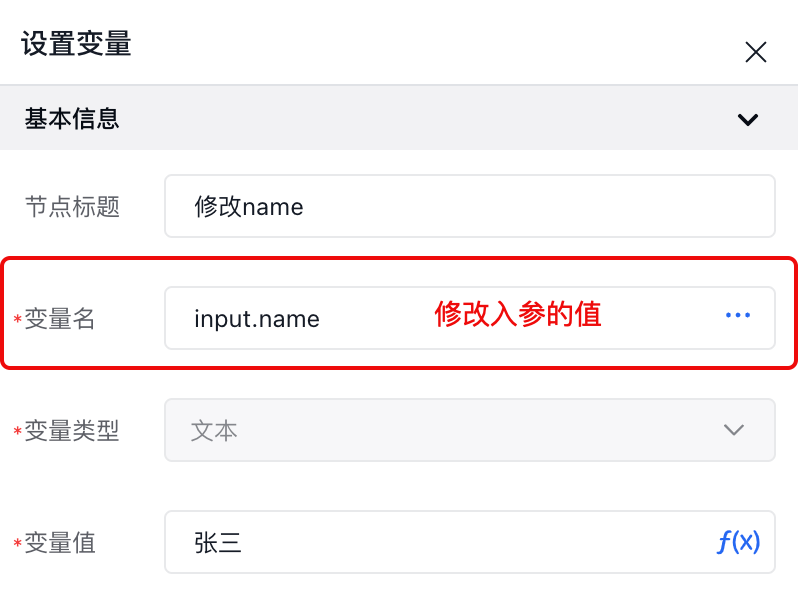 设置变量
基本信息
节点标题 修改name
*变量名 input.name 修改入参的值 ···
*变量类型 文本
*变量值 张三 f(x)